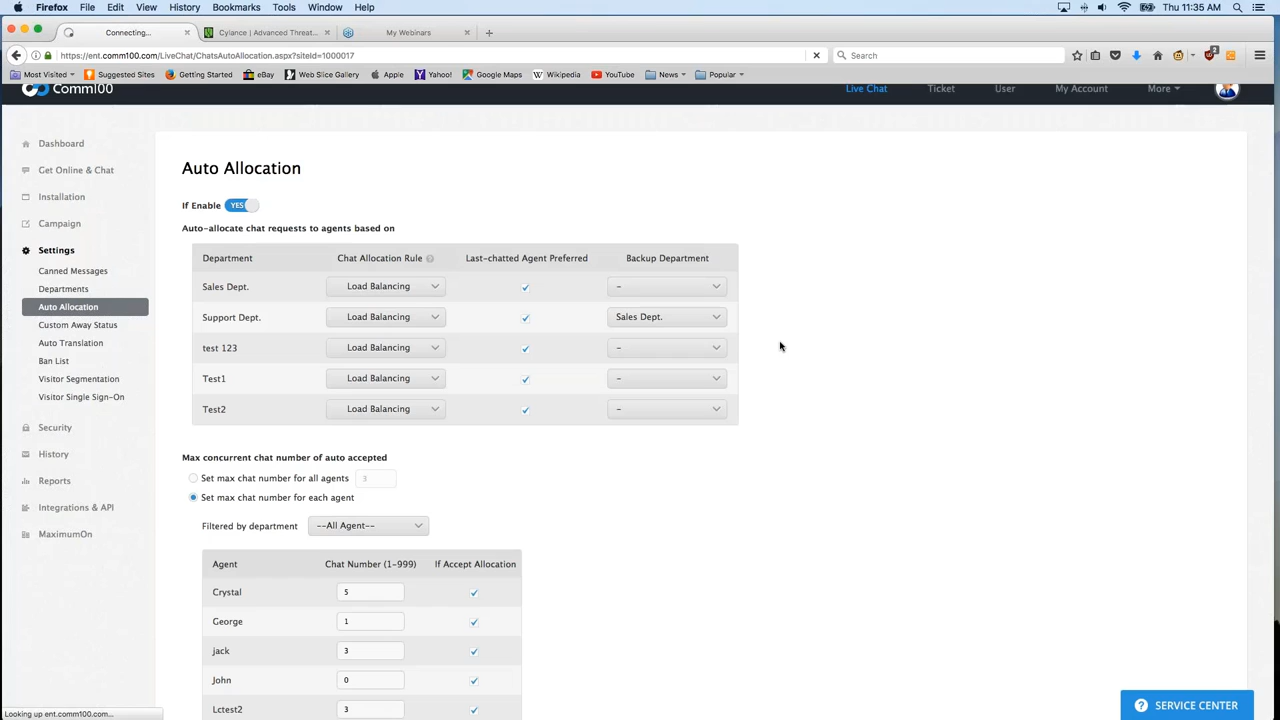 Firefox File Edit View History Bookmarks Tools Window Help Thu 11:35 AM
Connecting... Cylance | Advanced Threat... My Webinars
https://ent.comm100.com/LiveChat/ChatsAutoAllocation.aspx?siteId=1000017 Search
Most Visited Suggested Sites Getting Started eBay Web Slice Gallery Apple Yahoo! Google Maps Wikipedia YouTube News Popular
Comm100 Live Chat Ticket User My Account More
Dashboard
Get Online & Chat
Installation
Campaign
Settings
Canned Messages
Departments
Auto Allocation
Custom Away Status
Auto Translation
Ban List
Visitor Segmentation
Visitor Single Sign-On
Security
History
Reports
Integrations & API
MaximumOn
Auto Allocation
If Enable YES
Auto-allocate chat requests to agents based on
Department Chat Allocation Rule ? Last-chatted Agent Preferred Backup Department
Sales Dept. Load Balancing -
Support Dept. Load Balancing Sales Dept.
test 123 Load Balancing -
Test1 Load Balancing -
Test2 Load Balancing -
Max concurrent chat number of auto accepted
Set max chat number for all agents 3
Set max chat number for each agent
Filtered by department --All Agent--
Agent Chat Number (1-999) If Accept Allocation
Crystal 5
George 1
jack 3
John 0
Lctest2 3
? SERVICE CENTER
Looking up ent.comm100.com...